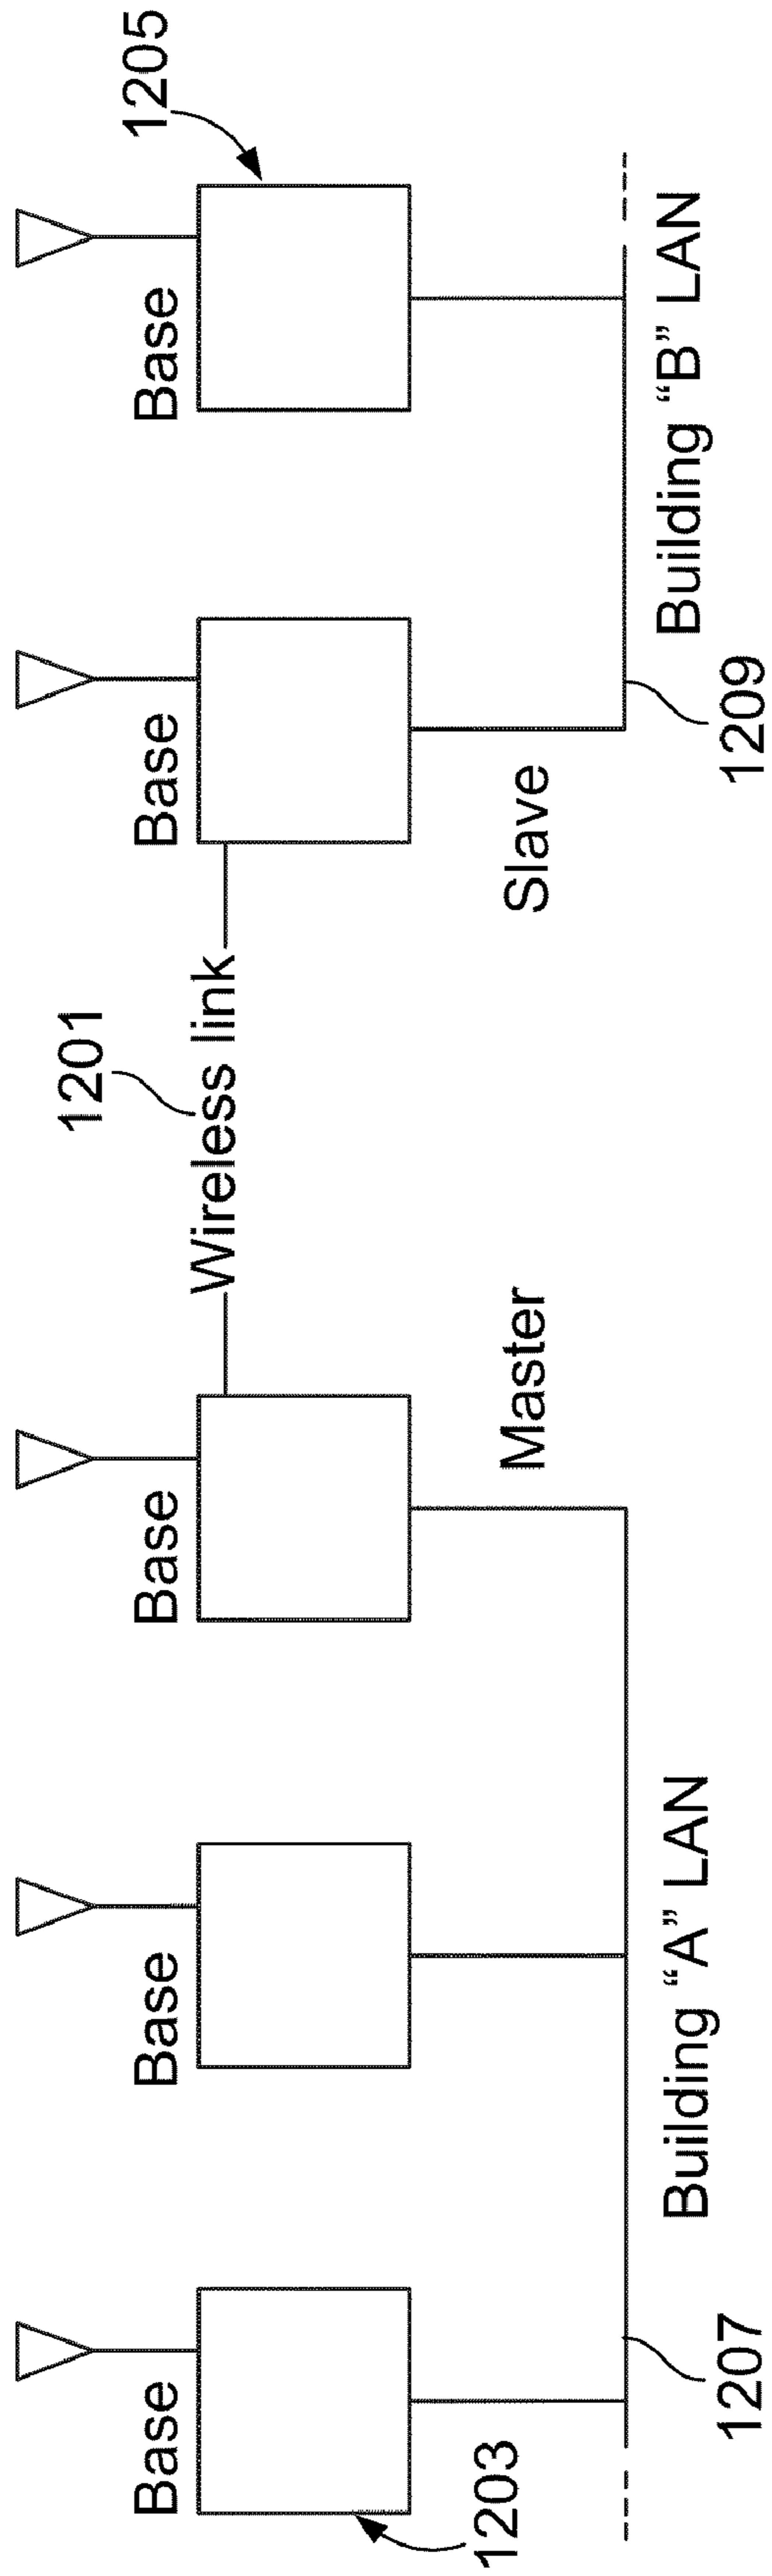 1201
1205
Base
Base
Base
Base
Base
Wireless link
1203
Master
Slave
Building “A” LAN
Building “B” LAN
1207
1209